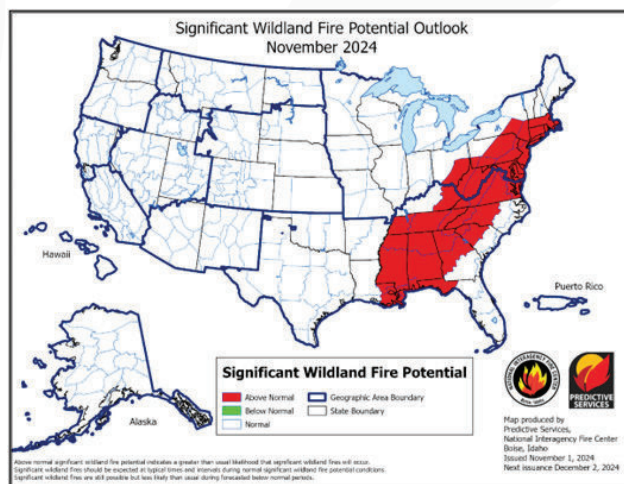 Significant Wildland Fire Potential Outlook
November 2024
Hawaii
Puerto Rico
Alaska
Significant Wildland Fire Potential
Above Normal
Geographic Area Boundary
Below Normal
State Boundary
Normal
NATIONAL INTERAGENCY FIRE CENTER
PREDICTIVE
SERVICES
Map produced by
Predictive Services,
National Interagency Fire Center
Boise, Idaho
Issued November 1, 2024
Next issuance December 2, 2024
Above normal significant wildland fire potential indicates a greater than usual likelihood that significant wildland fires will occur.
Significant wildland fires should be expected at typical times and intervals during normal significant wildland fire potential conditions.
Significant wildland fires are still possible but less likely than usual during forecasted below normal periods.